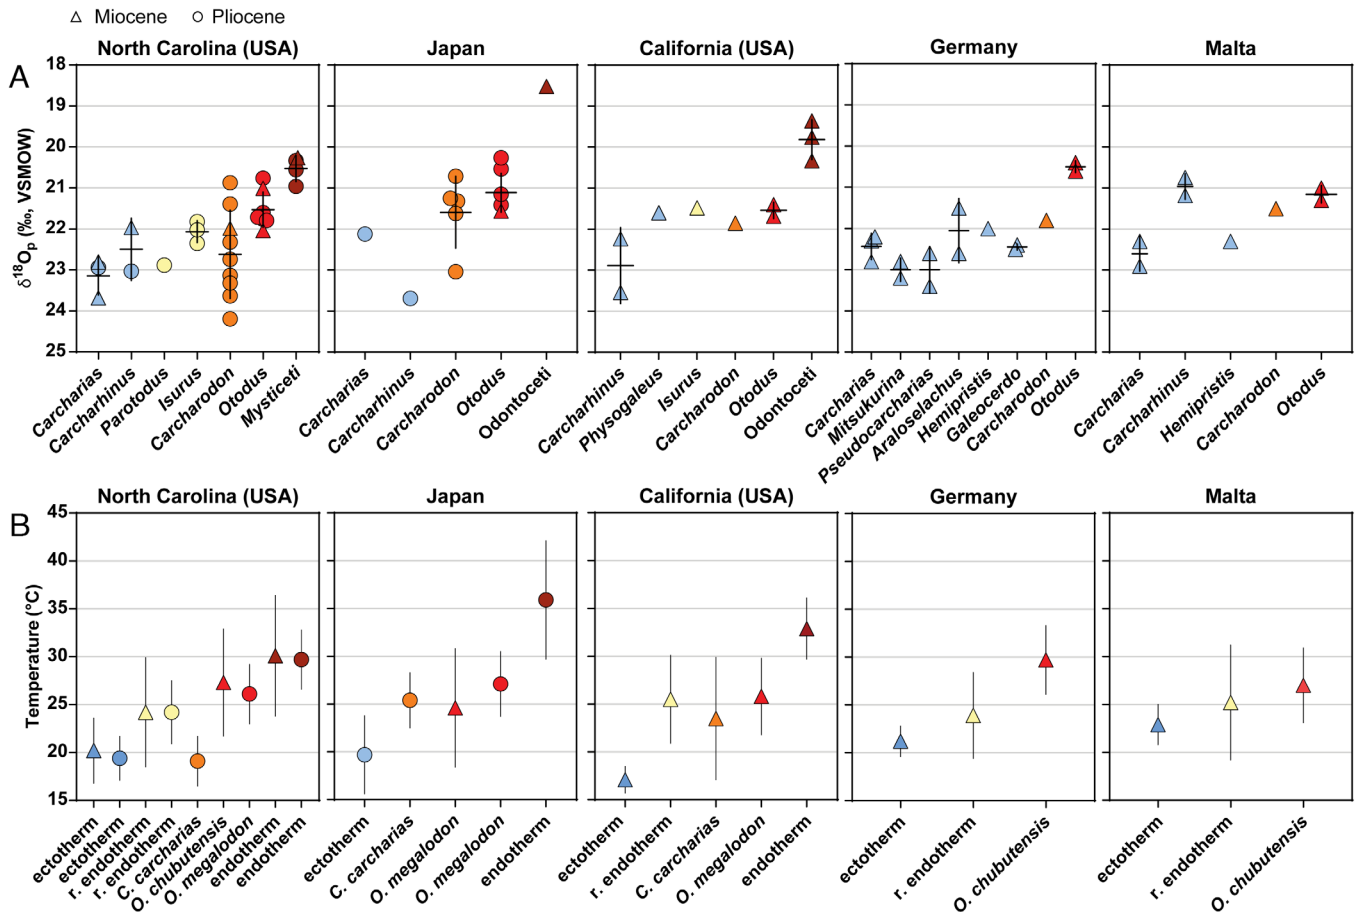 Miocene Pliocene
North Carolina (USA) Japan California (USA) Germany Malta
A
δ18Op (‰, VSMOW)
18
19
20
21
22
23
24
25
Carcharias Carcharhinus Parotodus Isurus Carcharodon Otodus Mysticeti
Carcharias Carcharhinus Carcharodon Otodus Odontoceti
Carcharhinus Physogaleus Isurus Carcharodon Otodus Odontoceti
Carcharias Mitsukurina Pseudocarcharias Araloselachus Hemipristis Galeocerdo Carcharodon Otodus
Carcharias Carcharhinus Hemipristis Carcharodon Otodus
North Carolina (USA) Japan California (USA) Germany Malta
B
Temperature (°C)
45
40
35
30
25
20
15
ectotherm ectotherm r. endotherm r. endotherm C. carcharias O. chubutensis O. megalodon endotherm endotherm
ectotherm C. carcharias O. megalodon O. megalodon endotherm
ectotherm r. endotherm C. carcharias O. megalodon endotherm
ectotherm r. endotherm O. chubutensis
ectotherm r. endotherm O. chubutensis